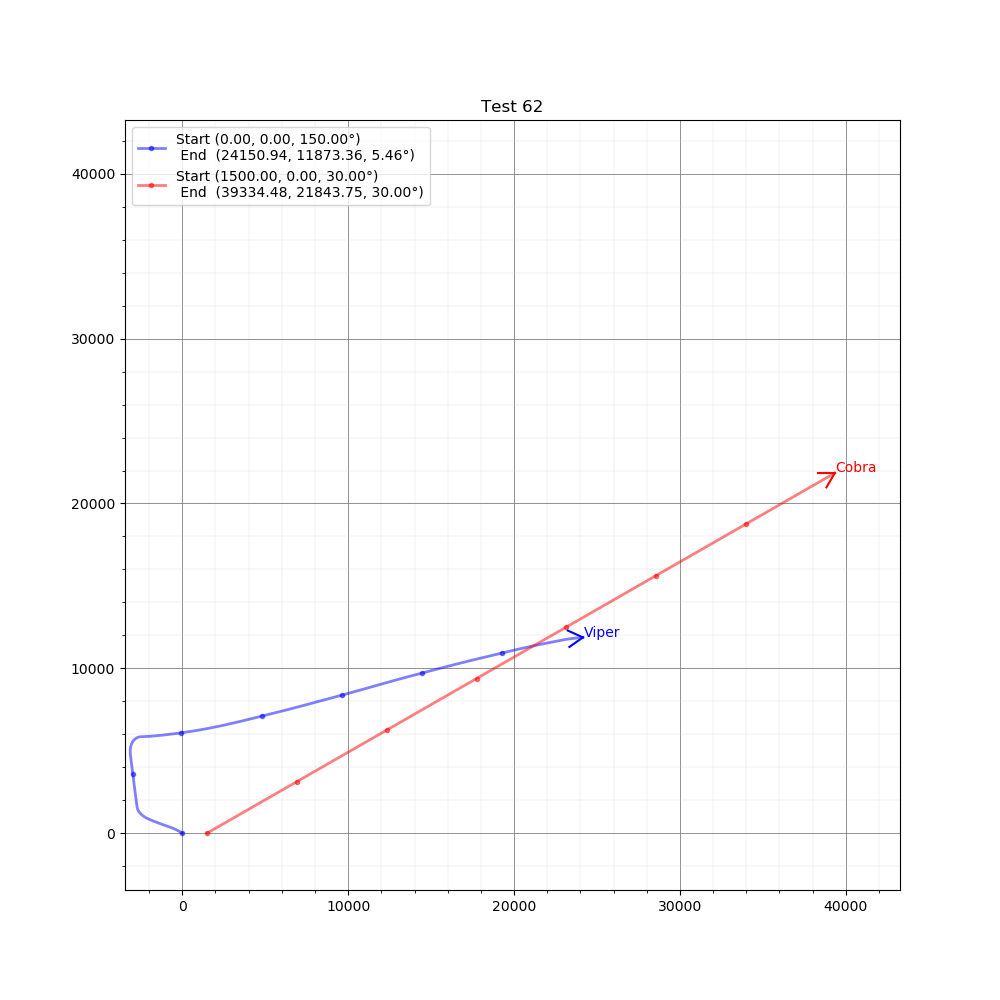 Test 62
Start (0.00, 0.00, 150.00°)
End  (24150.94, 11873.36, 5.46°)
Start (1500.00, 0.00, 30.00°)
End  (39334.48, 21843.75, 30.00°)
40000
30000
20000
10000
0
Cobra
Viper
0
10000
20000
30000
40000